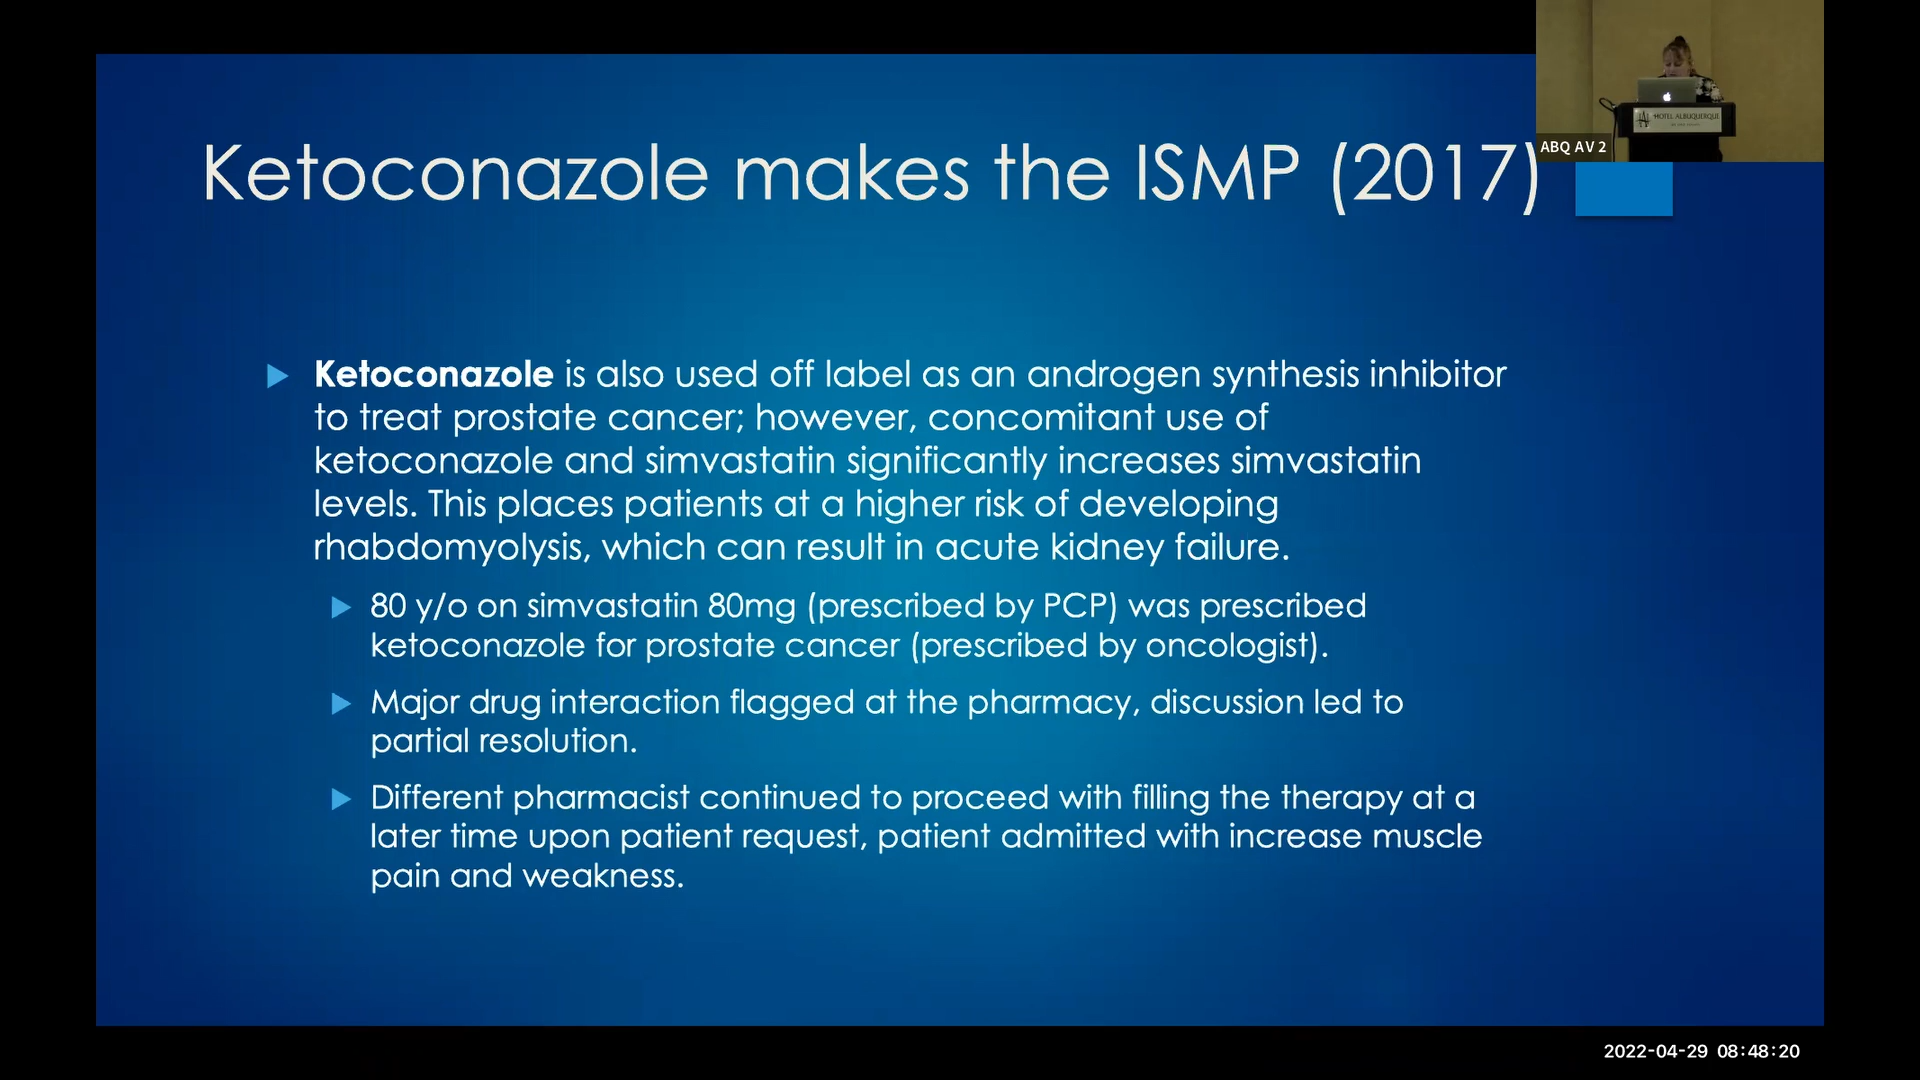 Ketoconazole makes the ISMP (2017)
ABQ AV 2
HOTEL ALBUQUERQUE
Ketoconazole is also used off label as an androgen synthesis inhibitor
to treat prostate cancer; however, concomitant use of
ketoconazole and simvastatin significantly increases simvastatin
levels. This places patients at a higher risk of developing
rhabdomyolysis, which can result in acute kidney failure.
80 y/o on simvastatin 80mg (prescribed by PCP) was prescribed
ketoconazole for prostate cancer (prescribed by oncologist).
Major drug interaction flagged at the pharmacy, discussion led to
partial resolution.
Different pharmacist continued to proceed with filling the therapy at a
later time upon patient request, patient admitted with increase muscle
pain and weakness.
2022-04-29 08:48:20